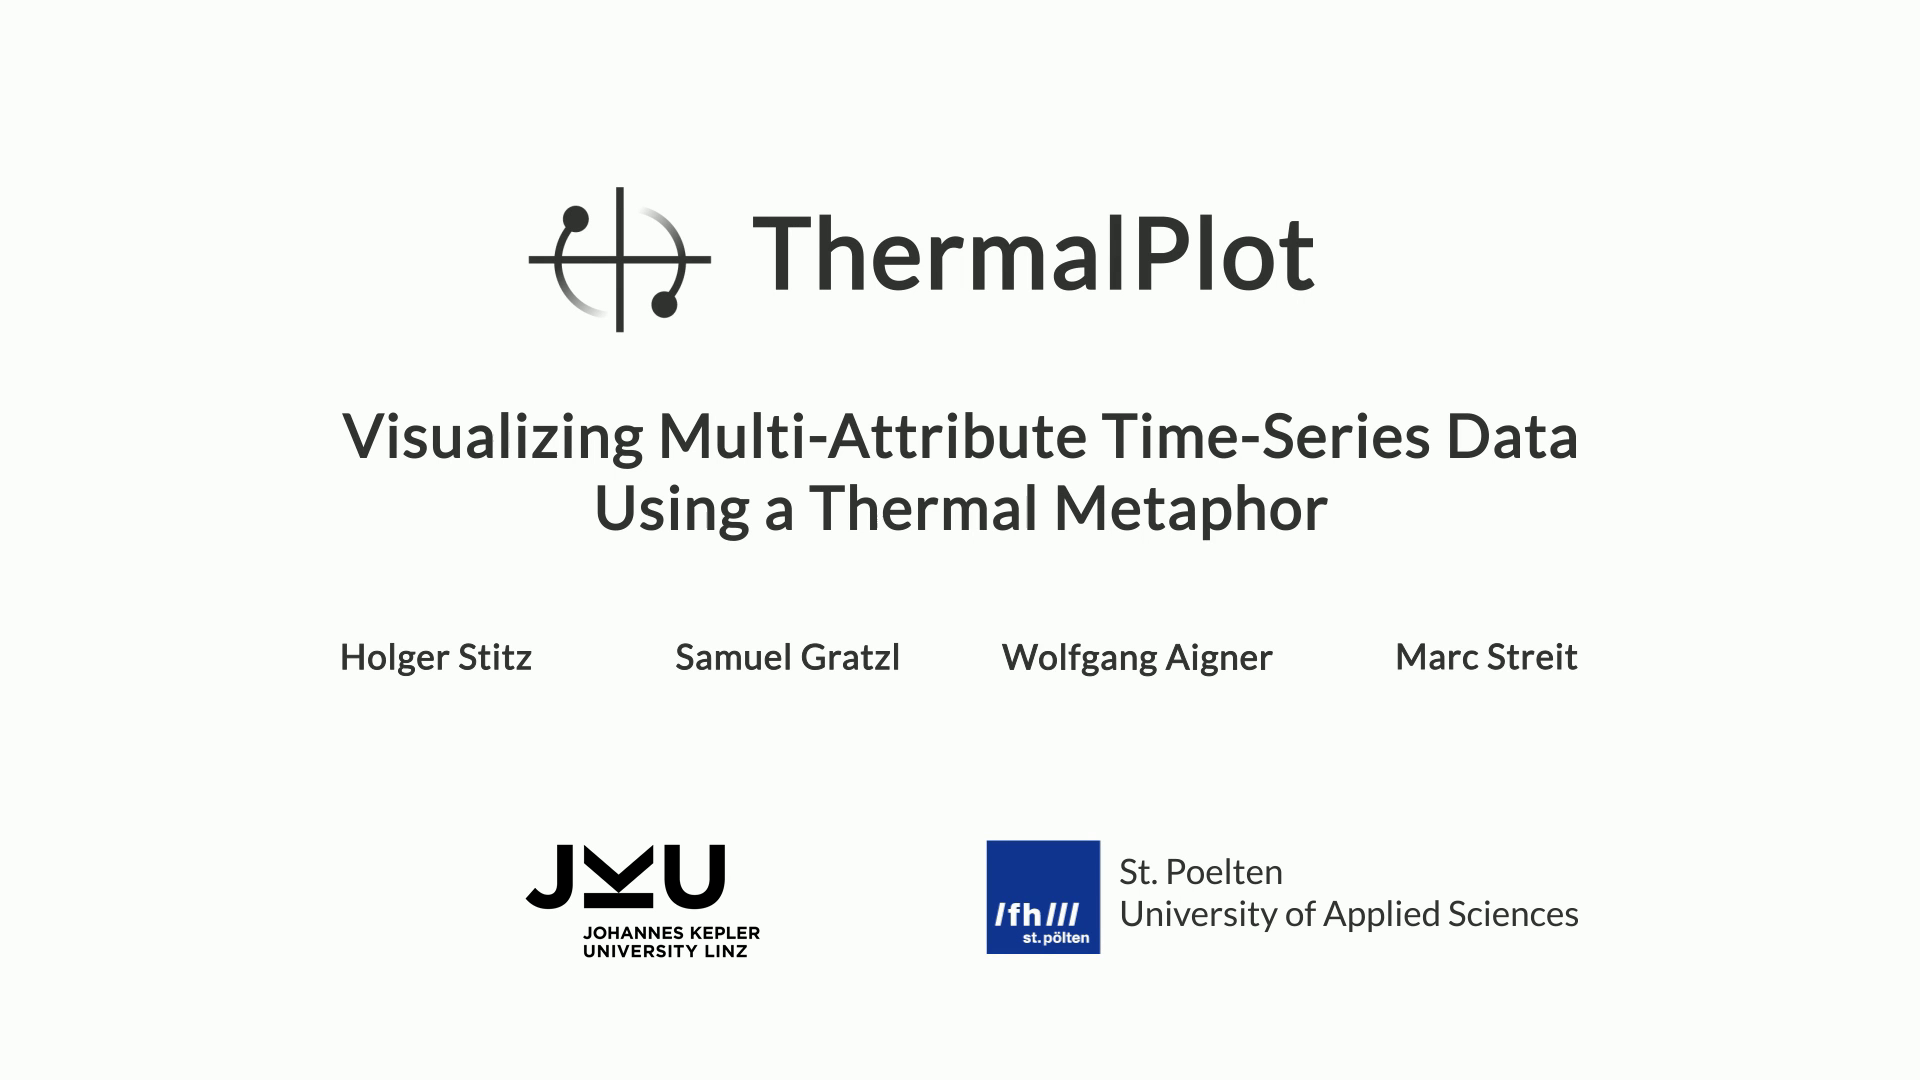 ThermalPlot
Visualizing Multi-Attribute Time-Series Data
Using a Thermal Metaphor
Holger Stitz Samuel Gratzl Wolfgang Aigner Marc Streit
JKU
JOHANNES KEPLER
UNIVERSITY LINZ
/fh///
st.pölten
St. Poelten
University of Applied Sciences